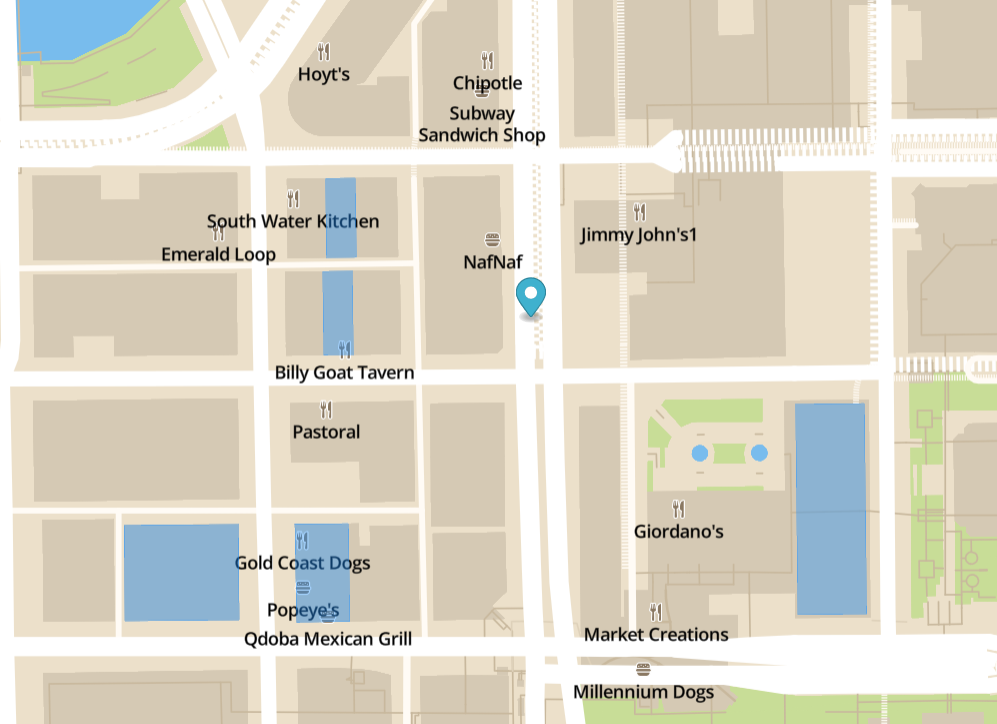 Hoyt's
Chipotle
Subway
Sandwich Shop
South Water Kitchen
Jimmy John's1
Emerald Loop
NafNaf
Billy Goat Tavern
Pastoral
Giordano's
Gold Coast Dogs
Popeye's
Qdoba Mexican Grill
Market Creations
Millennium Dogs